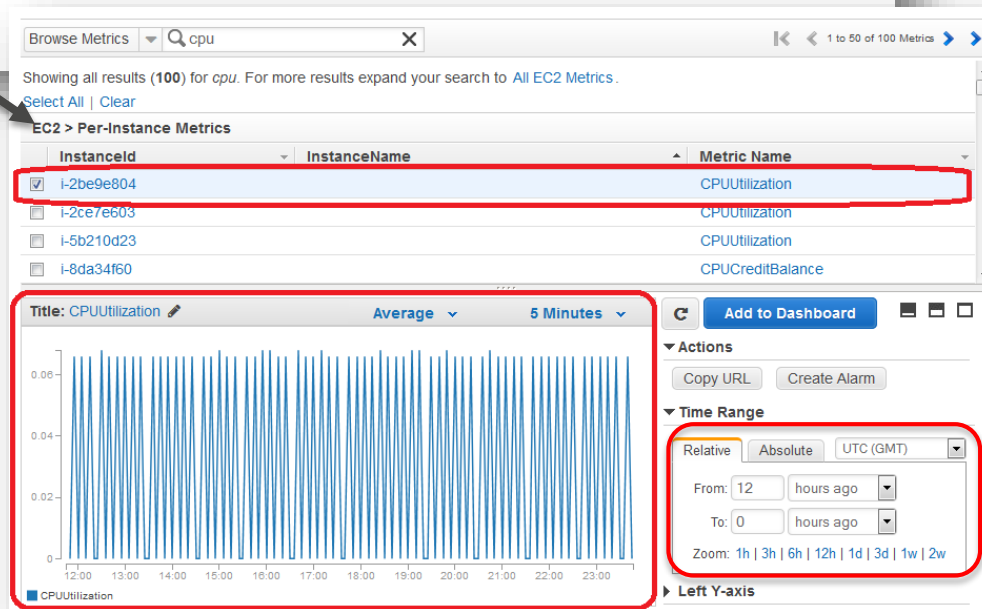 Browse Metrics cpu X 1 to 50 of 100 Metrics
Showing all results (100) for cpu. For more results expand your search to All EC2 Metrics.
Select All | Clear
EC2 > Per-Instance Metrics
InstanceId InstanceName Metric Name
i-2be9e804 CPUUtilization
i-2ce7e603 CPUUtilization
i-5b210d23 CPUUtilization
i-8da34f60 CPUCreditBalance
Title: CPUUtilization Average 5 Minutes
0.06
0.04
0.02
0
12:00 13:00 14:00 15:00 16:00 17:00 18:00 19:00 20:00 21:00 22:00 23:00
CPUUtilization
Add to Dashboard
Actions
Copy URL Create Alarm
Time Range
Relative Absolute UTC (GMT)
From: 12 hours ago
To: 0 hours ago
Zoom: 1h | 3h | 6h | 12h | 1d | 3d | 1w | 2w
Left Y-axis